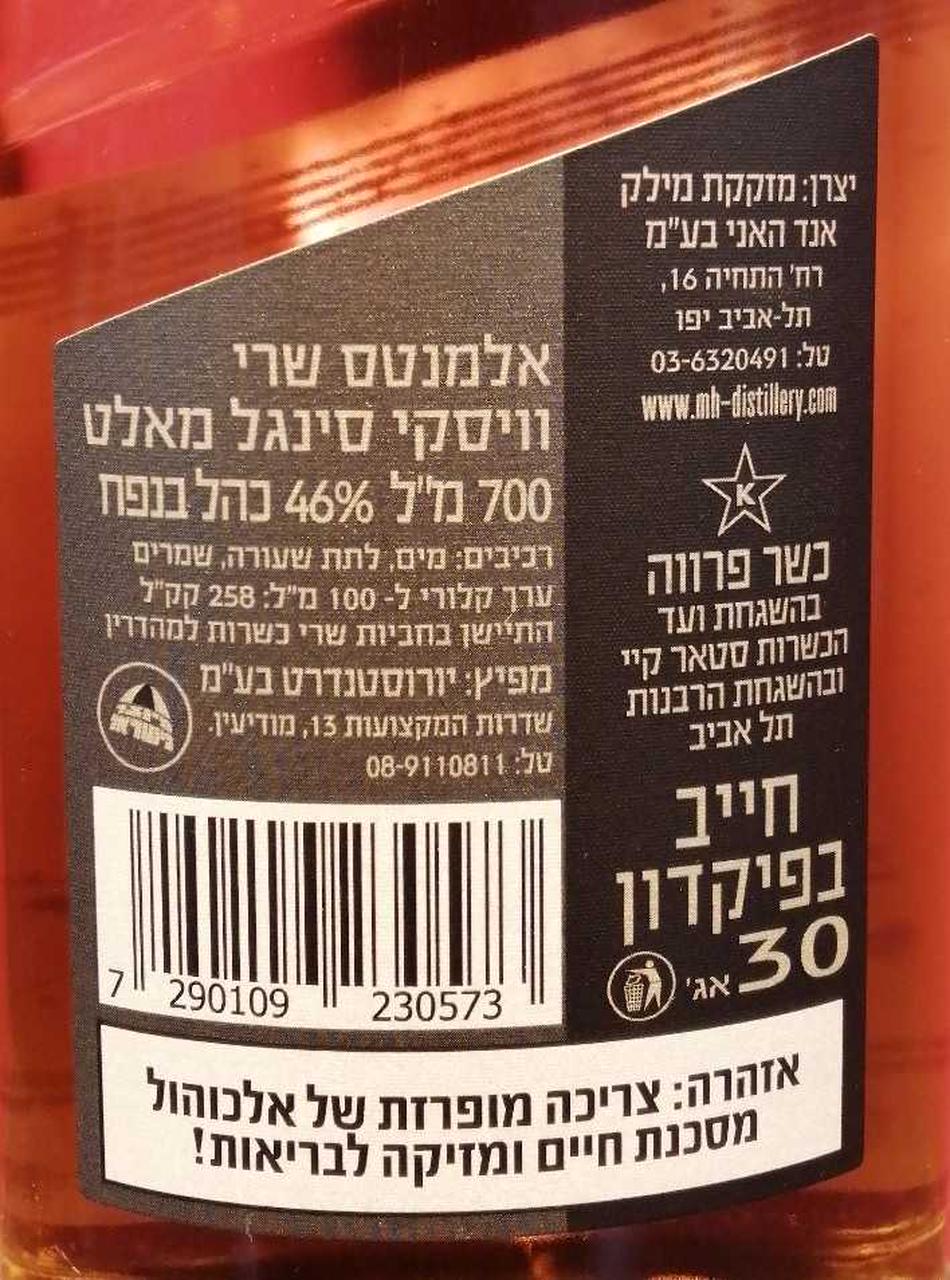 יצרן: מזקקת מילק
אנד האני בע"מ
רח' התחיה 16,
תל-אביב יפו
טל: 03-6320491
www.mh-distillery.com
K
כשר פרווה
בהשגחת ועד
הכשרות סטאר קיי
ובהשגחת הרבנות
תל אביב
חייב
בפיקדון
30 אג'
אלמנטס שרי
וויסקי סינגל מאלט
700 מ"ל 46% כהל בנפח
רכיבים: מים, לתת שעורה, שמרים
ערך קלורי ל- 100 מ"ל: 258 קק"ל
התיישן בחביות שרי כשרות למהדרין
מפיץ: יורוסטנדרט בע"מ
שדרות המקצועות 13, מודיעין.
טל: 08-9110811
7 290109 230573
אזהרה: צריכה מופרזת של אלכוהול
מסכנת חיים ומזיקה לבריאות!